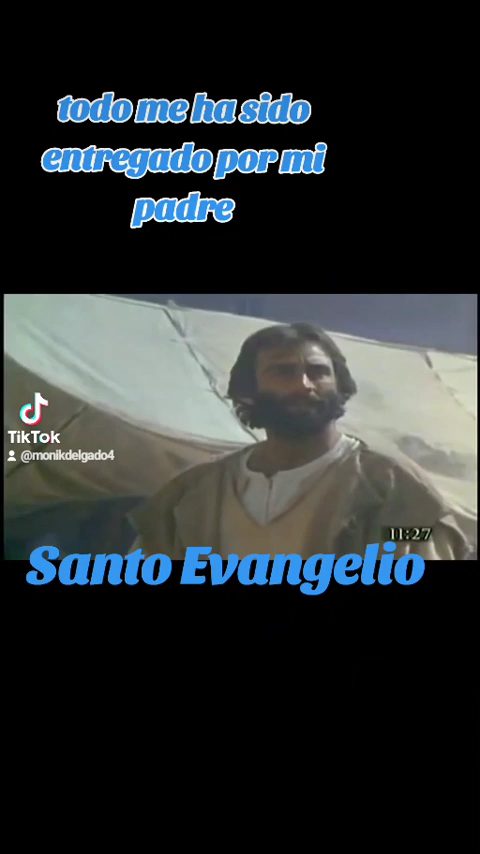 todo me ha sido
entregado por mi
padre
TikTok
@monikdelgado4
11:27
Santo Evangelio